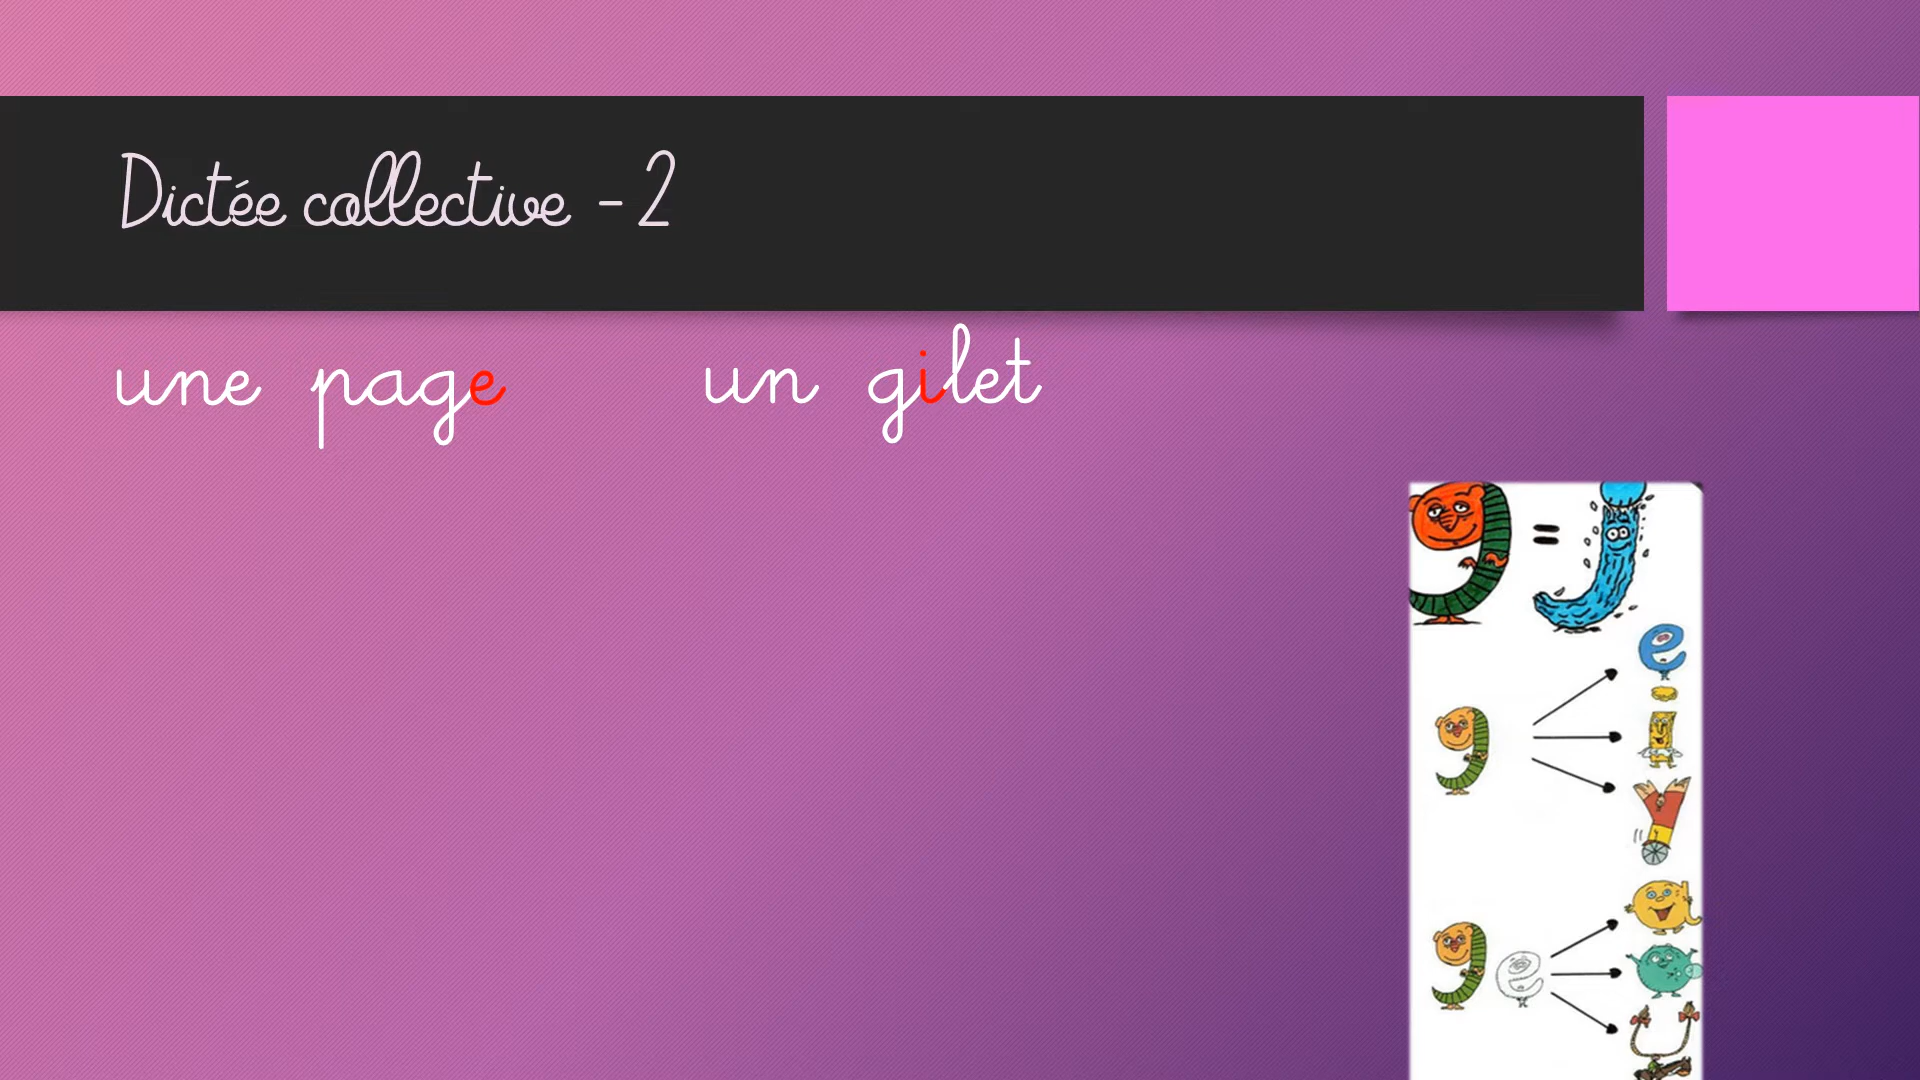 Dictée collective - 2
une page un gilet
g = j
g e i y
g e a o u